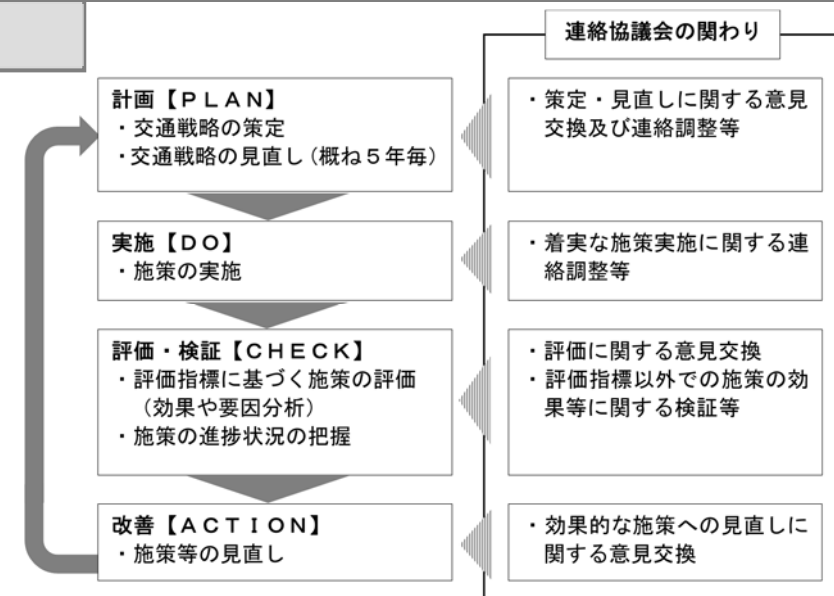 連絡協議会の関わり
計画【ＰＬＡＮ】
・交通戦略の策定
・交通戦略の見直し（概ね５年毎）
・策定・見直しに関する意見
交換及び連絡調整等
実施【ＤＯ】
・施策の実施
・着実な施策実施に関する連
絡調整等
評価・検証【ＣＨＥＣＫ】
・評価指標に基づく施策の評価
（効果や要因分析）
・施策の進捗状況の把握
・評価に関する意見交換
・評価指標以外での施策の効
果等に関する検証等
改善【ＡＣＴＩＯＮ】
・施策等の見直し
・効果的な施策への見直しに
関する意見交換